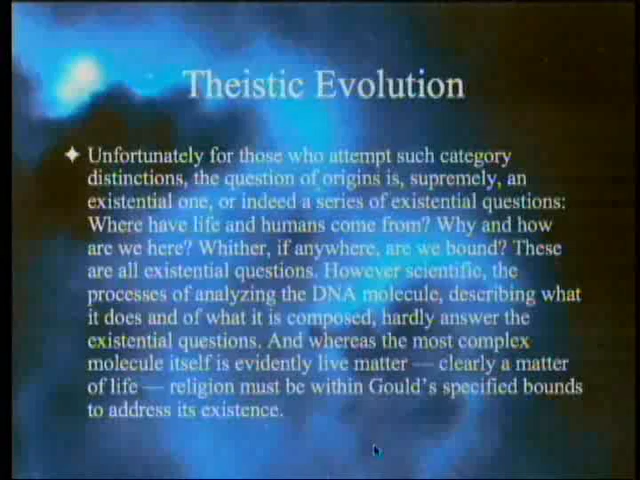 Theistic Evolution
Unfortunately for those who attempt such category
distinctions, the question of origins is, supremely, an
existential one, or indeed a series of existential questions:
Where have life and humans come from? Why and how
are we here? Whither, if anywhere, are we bound? These
are all existential questions. However scientific, the
processes of analyzing the DNA molecule, describing what
it does and of what it is composed, hardly answer the
existential questions. And whereas the most complex
molecule itself is evidently live matter — clearly a matter
of life — religion must be within Gould's specified bounds
to address its existence.